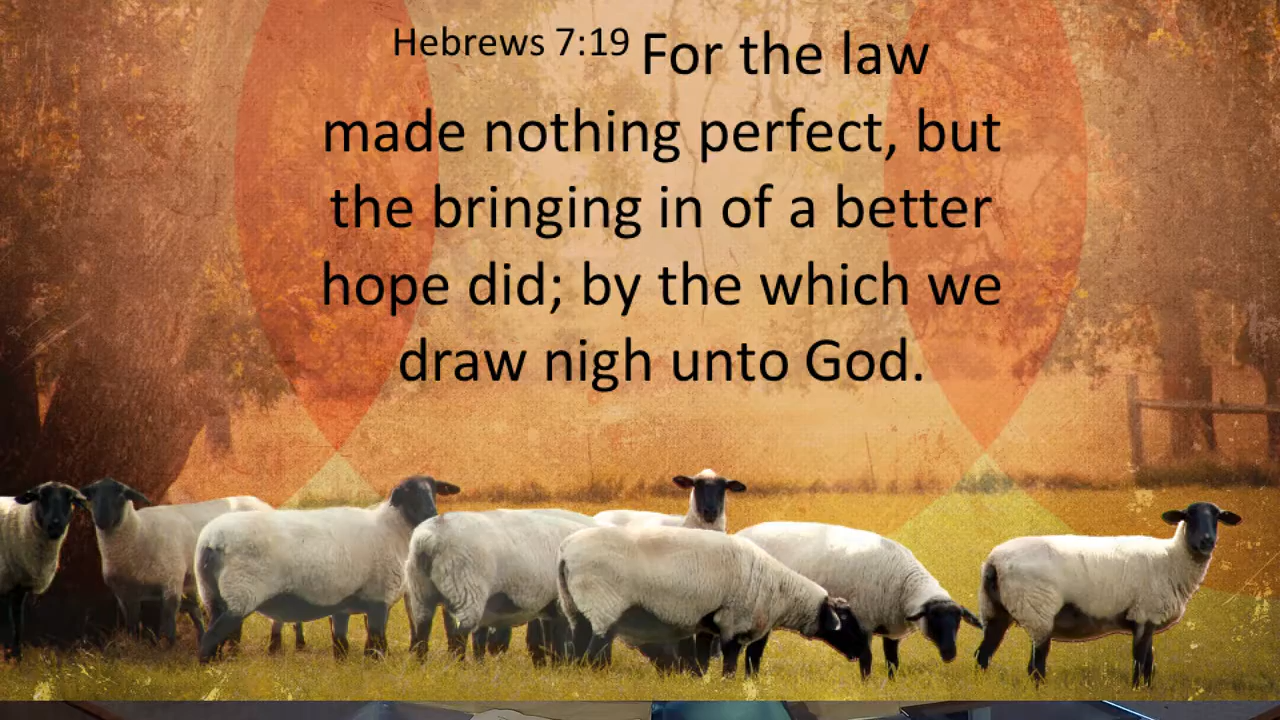 Hebrews 7:19 For the law
made nothing perfect, but
the bringing in of a better
hope did; by the which we
draw nigh unto God.